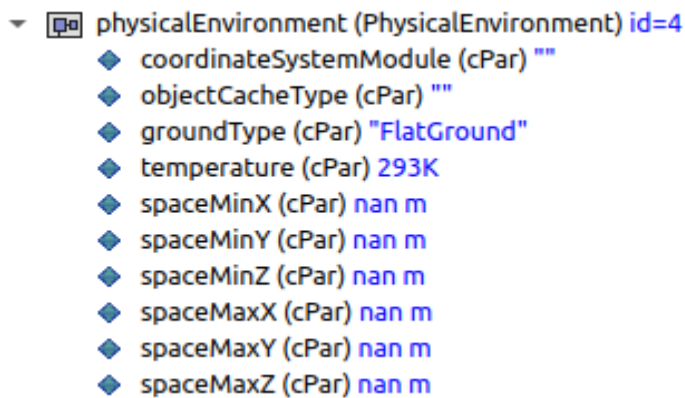 physicalEnvironment (PhysicalEnvironment) id=4
coordinateSystemModule (cPar) ""
objectCacheType (cPar) ""
groundType (cPar) "FlatGround"
temperature (cPar) 293K
spaceMinX (cPar) nan m
spaceMinY (cPar) nan m
spaceMinZ (cPar) nan m
spaceMaxX (cPar) nan m
spaceMaxY (cPar) nan m
spaceMaxZ (cPar) nan m